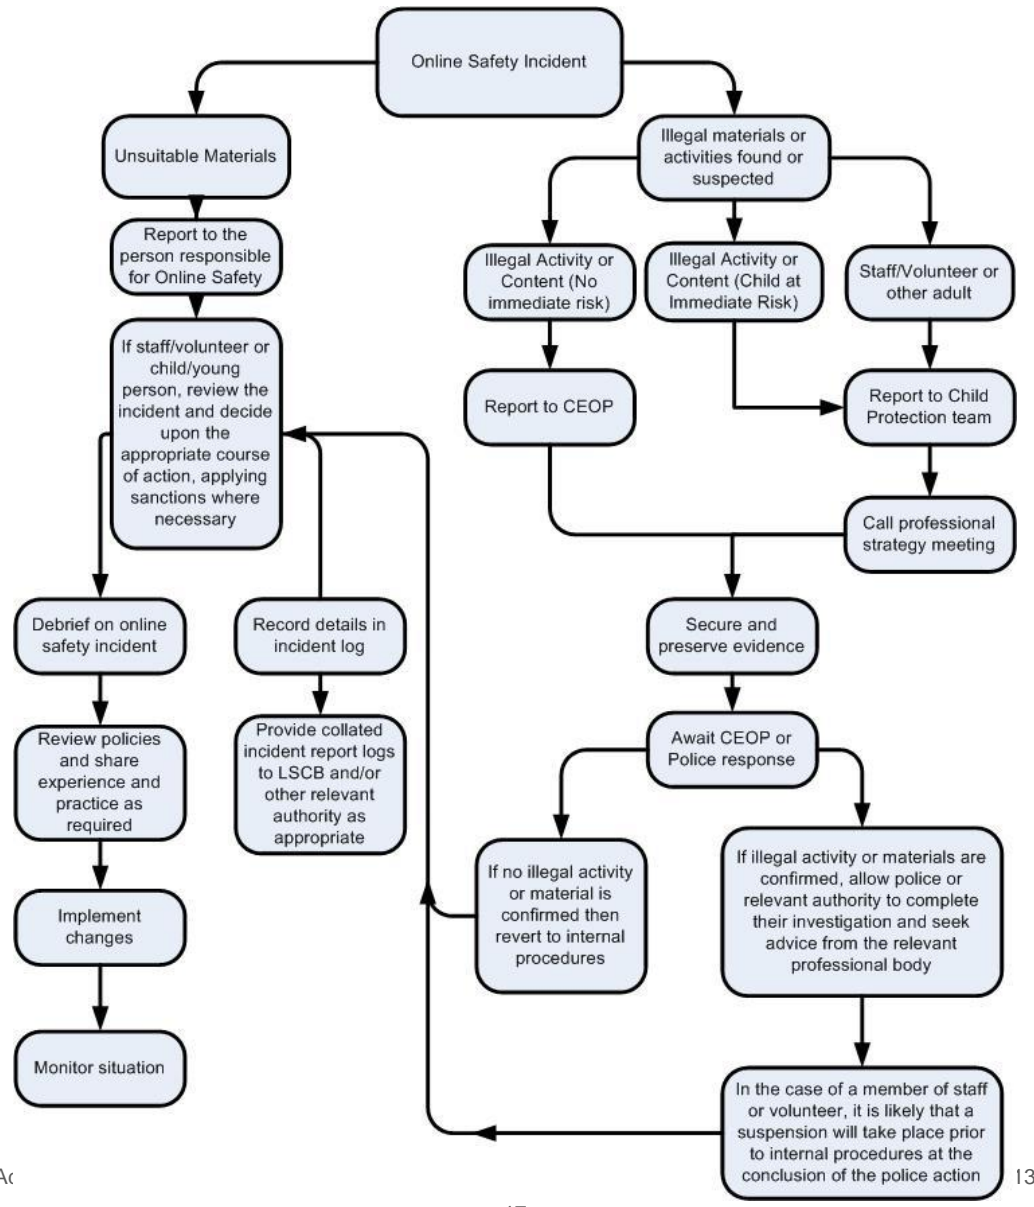 Online Safety Incident
Unsuitable Materials
Report to the
person responsible
for Online Safety
If staff/volunteer or
child/young
person, review the
incident and decide
upon the
appropriate course
of action, applying
sanctions where
necessary
Debrief on online
safety incident
Review policies
and share
experience and
practice as
required
Implement
changes
Monitor situation
Record details in
incident log
Provide collated
incident report logs
to LSCB and/or
other relevant
authority as
appropriate
Illegal materials or
activities found or
suspected
Illegal Activity or
Content (No
immediate risk)
Illegal Activity or
Content (Child at
Immediate Risk)
Staff/Volunteer or
other adult
Report to CEOP
Report to Child
Protection team
Call professional
strategy meeting
Secure and
preserve evidence
Await CEOP or
Police response
If no illegal activity
or material is
confirmed then
revert to internal
procedures
If illegal activity or materials are
confirmed, allow police or
relevant authority to complete
their investigation and seek
advice from the relevant
professional body
In the case of a member of staff
or volunteer, it is likely that a
suspension will take place prior
to internal procedures at the
conclusion of the police action
13